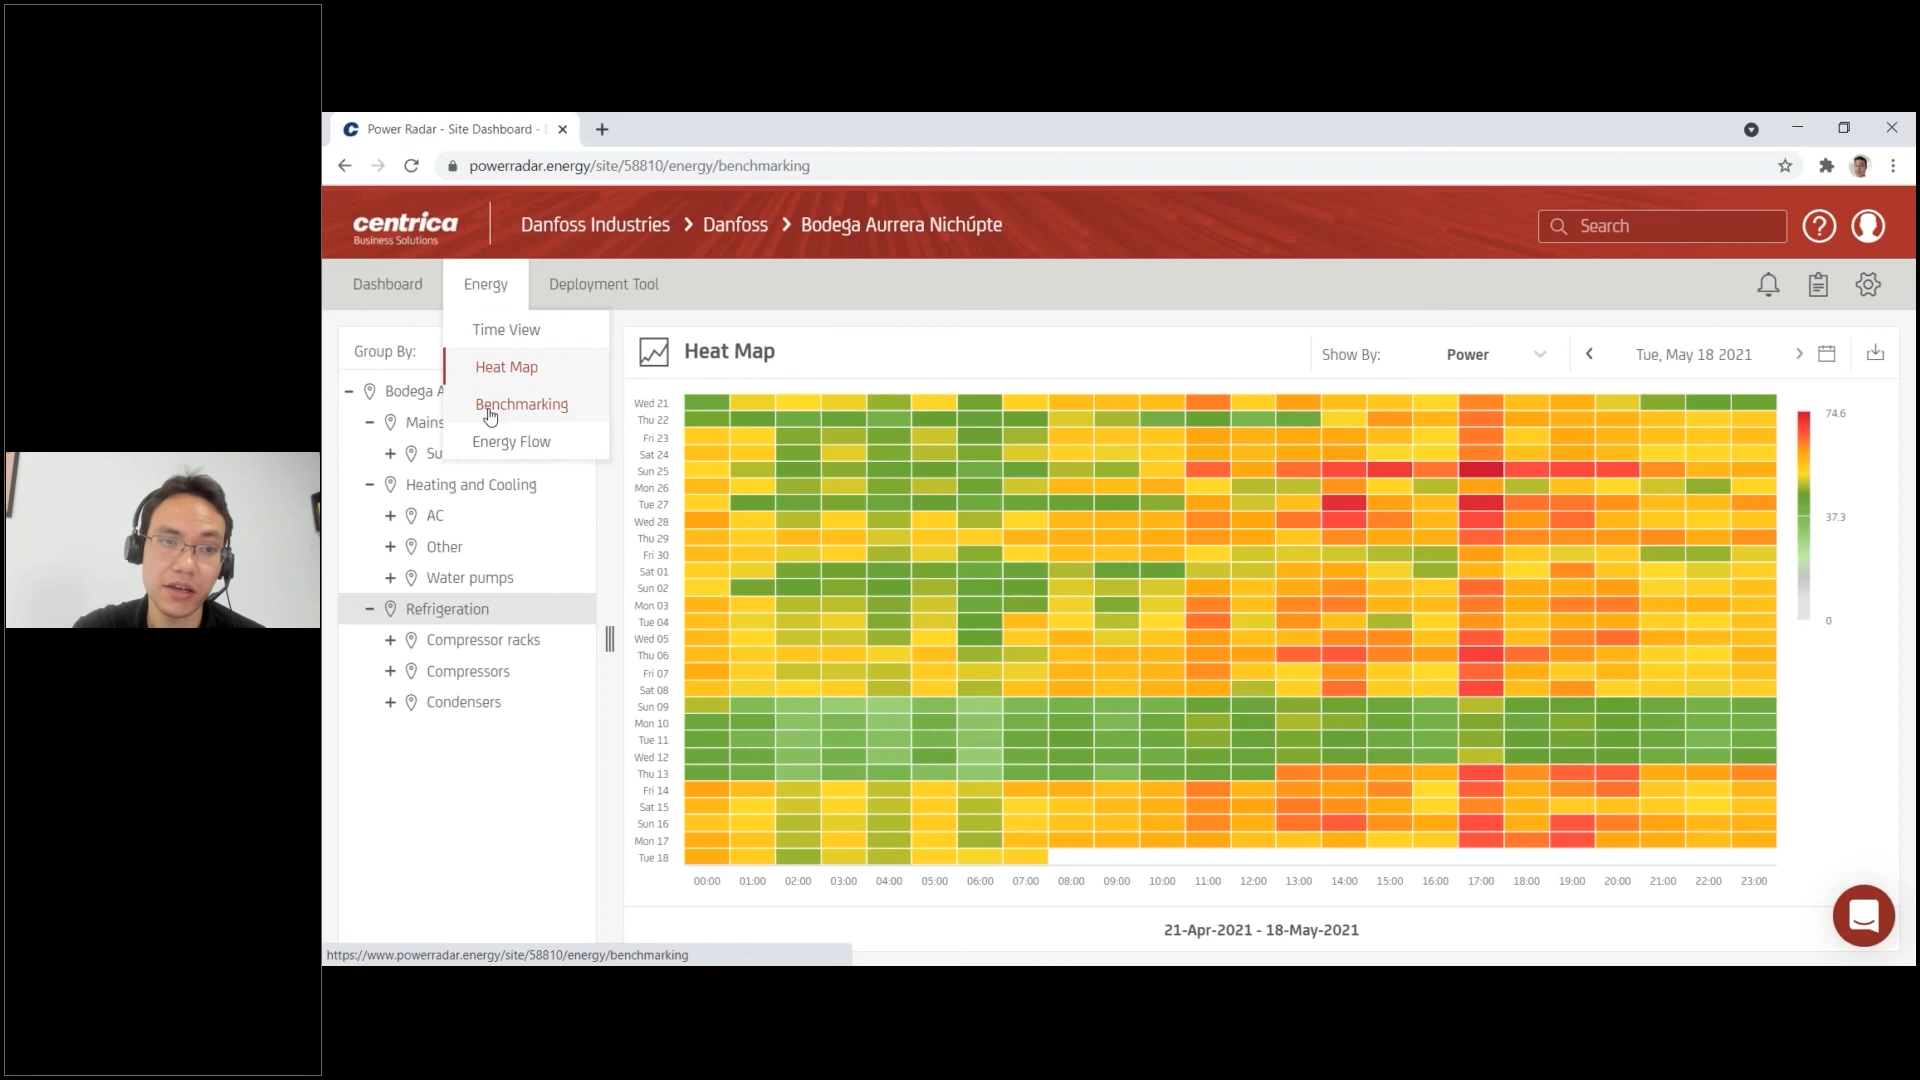 Power Radar - Site Dashboard -
powerradar.energy/site/58810/energy/benchmarking
centrica
Business Solutions
Danfoss Industries > Danfoss > Bodega Aurrera Nichúpte
Search
Dashboard
Energy
Deployment Tool
Time View
Heat Map
Benchmarking
Energy Flow
Group By:
Bodega A
Mains
Su
Heating and Cooling
AC
Other
Water pumps
Refrigeration
Compressor racks
Compressors
Condensers
Heat Map
Show By:
Power
Tue, May 18 2021
Wed 21
Thu 22
Fri 23
Sat 24
Sun 25
Mon 26
Tue 27
Wed 28
Thu 29
Fri 30
Sat 01
Sun 02
Mon 03
Tue 04
Wed 05
Thu 06
Fri 07
Sat 08
Sun 09
Mon 10
Tue 11
Wed 12
Thu 13
Fri 14
Sat 15
Sun 16
Mon 17
Tue 18
00:00 01:00 02:00 03:00 04:00 05:00 06:00 07:00 08:00 09:00 10:00 11:00 12:00 13:00 14:00 15:00 16:00 17:00 18:00 19:00 20:00 21:00 22:00 23:00
74.6
37.3
0
21-Apr-2021 - 18-May-2021
https://www.powerradar.energy/site/58810/energy/benchmarking